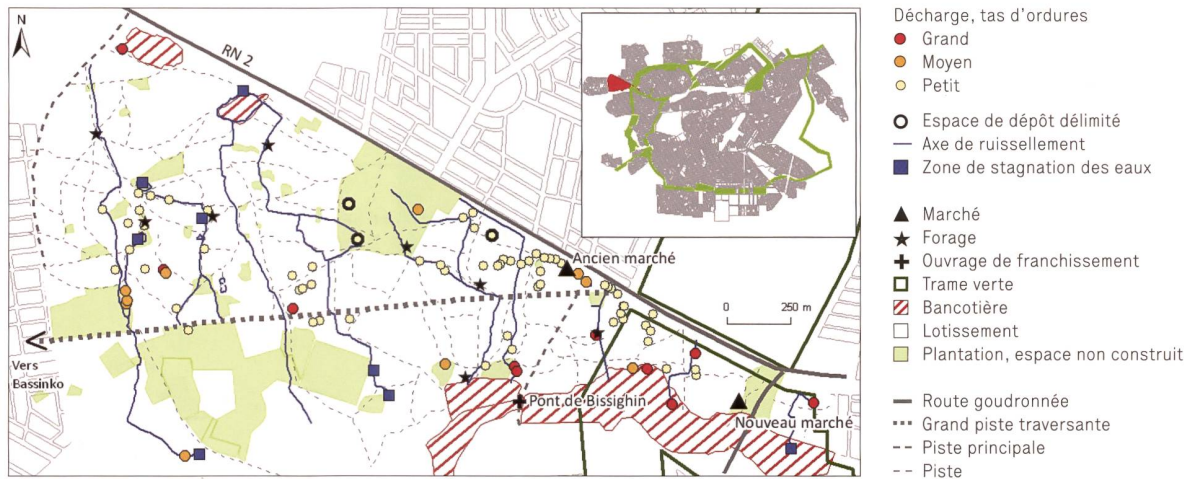 N
RN 2
Ancien marché
0 250 m
Vers
Bassinko
Pont de Bissighin
Nouveau marché
Décharge, tas d'ordures
Grand
Moyen
Petit
Espace de dépôt délimité
Axe de ruissellement
Zone de stagnation des eaux
Marché
Forage
Ouvrage de franchissement
Trame verte
Bancotière
Lotissement
Plantation, espace non construit
Route goudronnée
Grand piste traversante
Piste principale
Piste